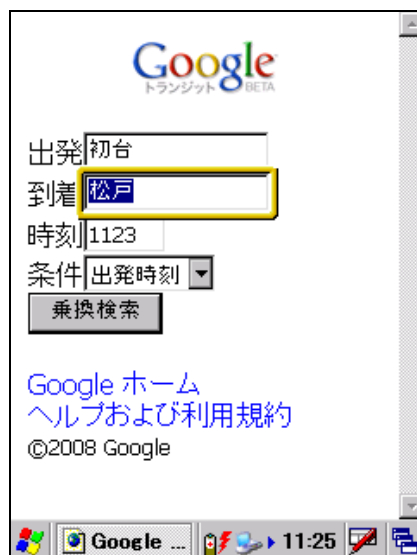 Google
トランジット BETA
出発 初台
到着 松戸
時刻 1123
条件 出発時刻
乗換検索
Google ホーム
ヘルプおよび利用規約
©2008 Google
Google ... 11:25